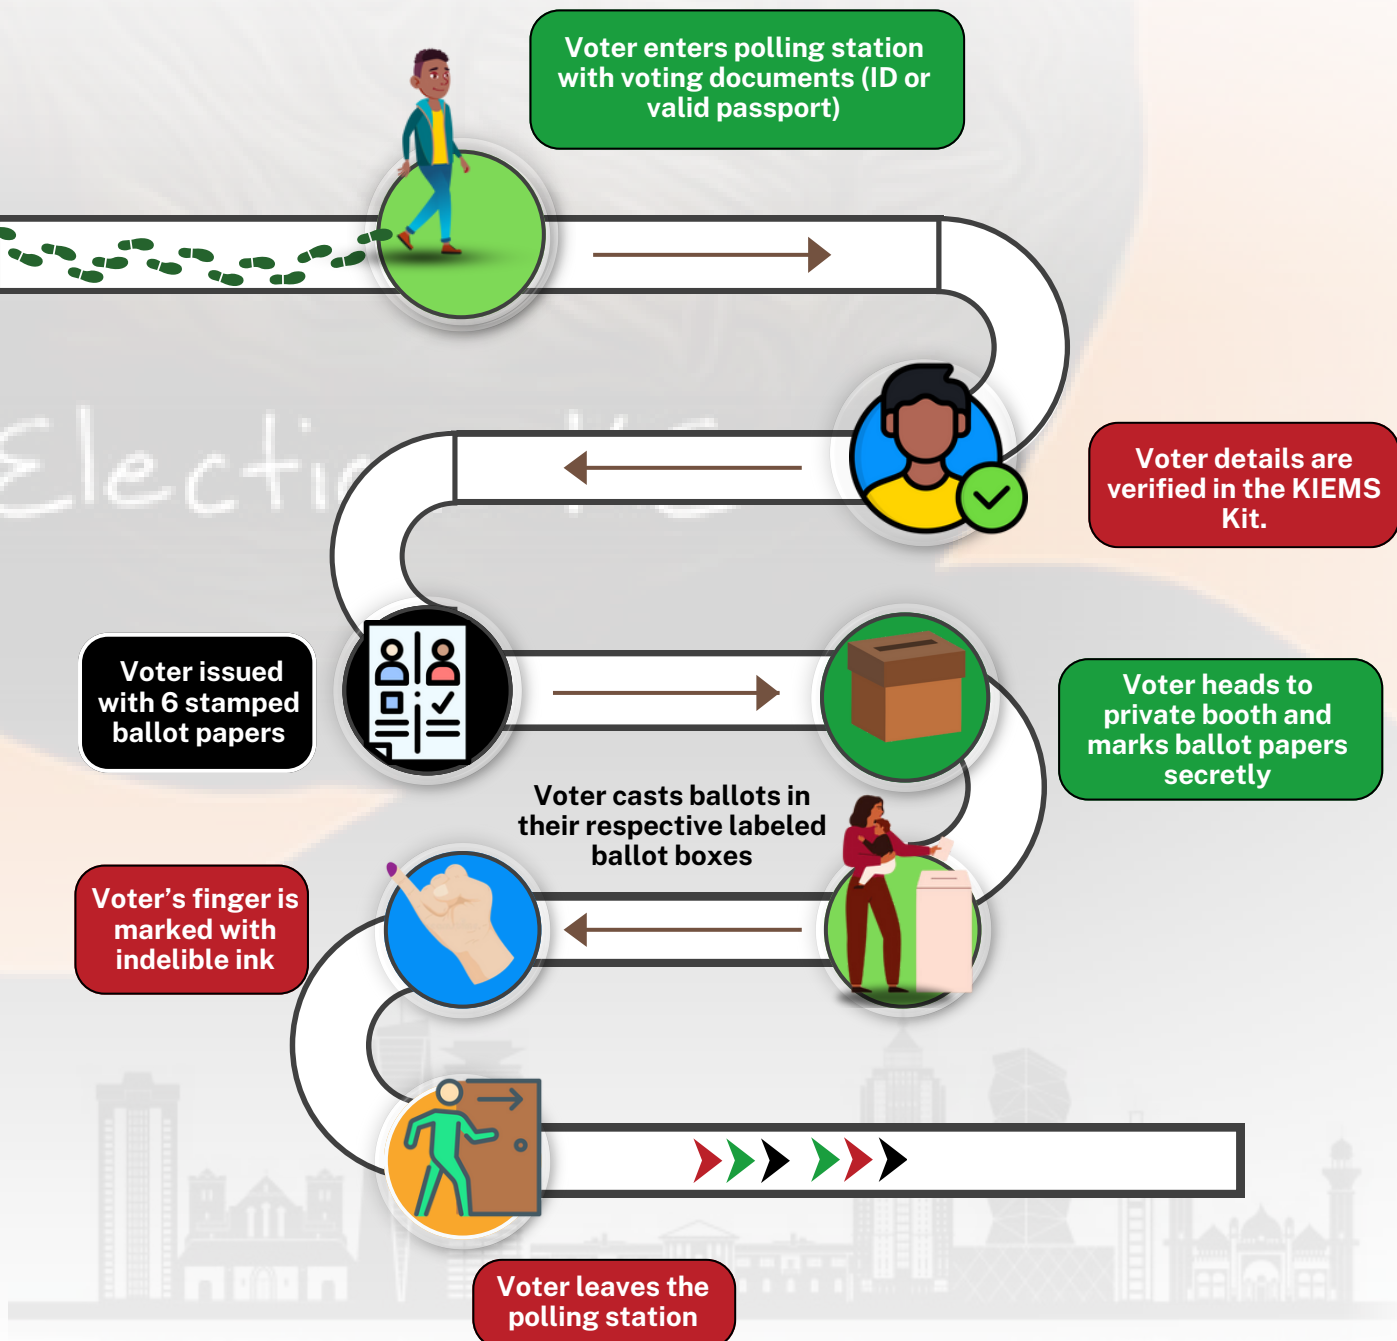 Voter enters polling station
with voting documents (ID or
valid passport)
Electi
Voter details are
verified in the KIEMS
Kit.
Voter issued
with 6 stamped
ballot papers
Voter heads to
private booth and
marks ballot papers
secretly
Voter casts ballots in
their respective labeled
ballot boxes
Voter’s finger is
marked with
indelible ink
Voter leaves the
polling station